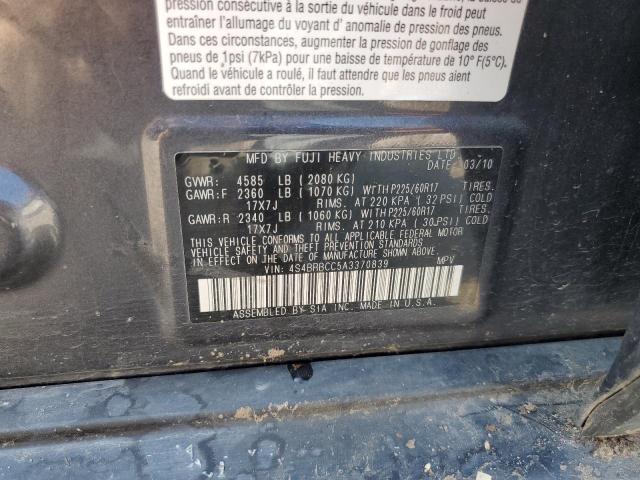 pression consécutive à la sortie du véhicule dans le froid peut
entraîner l'allumage du voyant d' anomalie de pression des pneus.
Dans ces circonstances, augmenter la pression de gonflage des
pneus de 1psi (7kPa) pour une baisse de température de 10° F(5°C).
Quand le véhicule a roulé, il faut attendre que les pneus aient
refroidi avant de contrôler la pression.
MFD BY FUJI HEAVY INDUSTRIES LTD.
03/10
GVWR: 4585 LB ( 2080 KG)
GAWR: F 2360 LB ( 1070 KG) WITH P225/60R17 TIRES.
17X7J RIMS. AT 220 KPA ( 32 PSI) COLD
GAWR: R 2340 LB ( 1060 KG) WITH P225/60R17 TIRES.
17X7J RIMS. AT 210 KPA ( 30 PSI) COLD
THIS VEHICLE CONFORMS TO ALL APPLICABLE FEDERAL MOTOR
VEHICLE SAFETY AND THEFT PREVENTION STANDARDS
IN EFFECT ON THE DATE OF MANUFACTURE SHOWN ABOVE.
VIN: 4S4BRBCC5A3370839 MPV
ASSEMBLED BY SIA INC. MADE IN U.S.A.